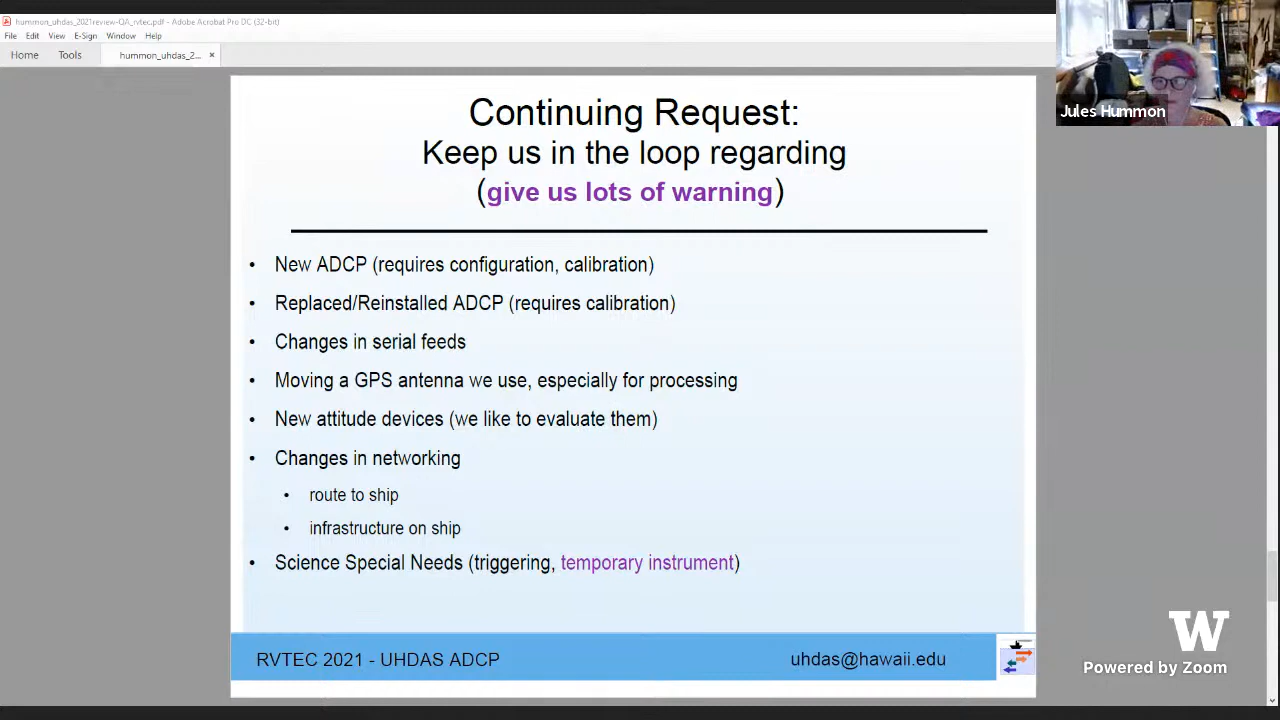 hummon_uhdas_2021review-QA_rvtec.pdf - Adobe Acrobat Pro DC (32-bit)
File Edit View E-Sign Window Help
Home Tools hummon_uhdas_2... ×
Jules Hummon
Continuing Request:
Keep us in the loop regarding
(give us lots of warning)
• New ADCP (requires configuration, calibration)
• Replaced/Reinstalled ADCP (requires calibration)
• Changes in serial feeds
• Moving a GPS antenna we use, especially for processing
• New attitude devices (we like to evaluate them)
• Changes in networking
• route to ship
• infrastructure on ship
• Science Special Needs (triggering, temporary instrument)
RVTEC 2021 - UHDAS ADCP uhdas@hawaii.edu
W
Powered by Zoom